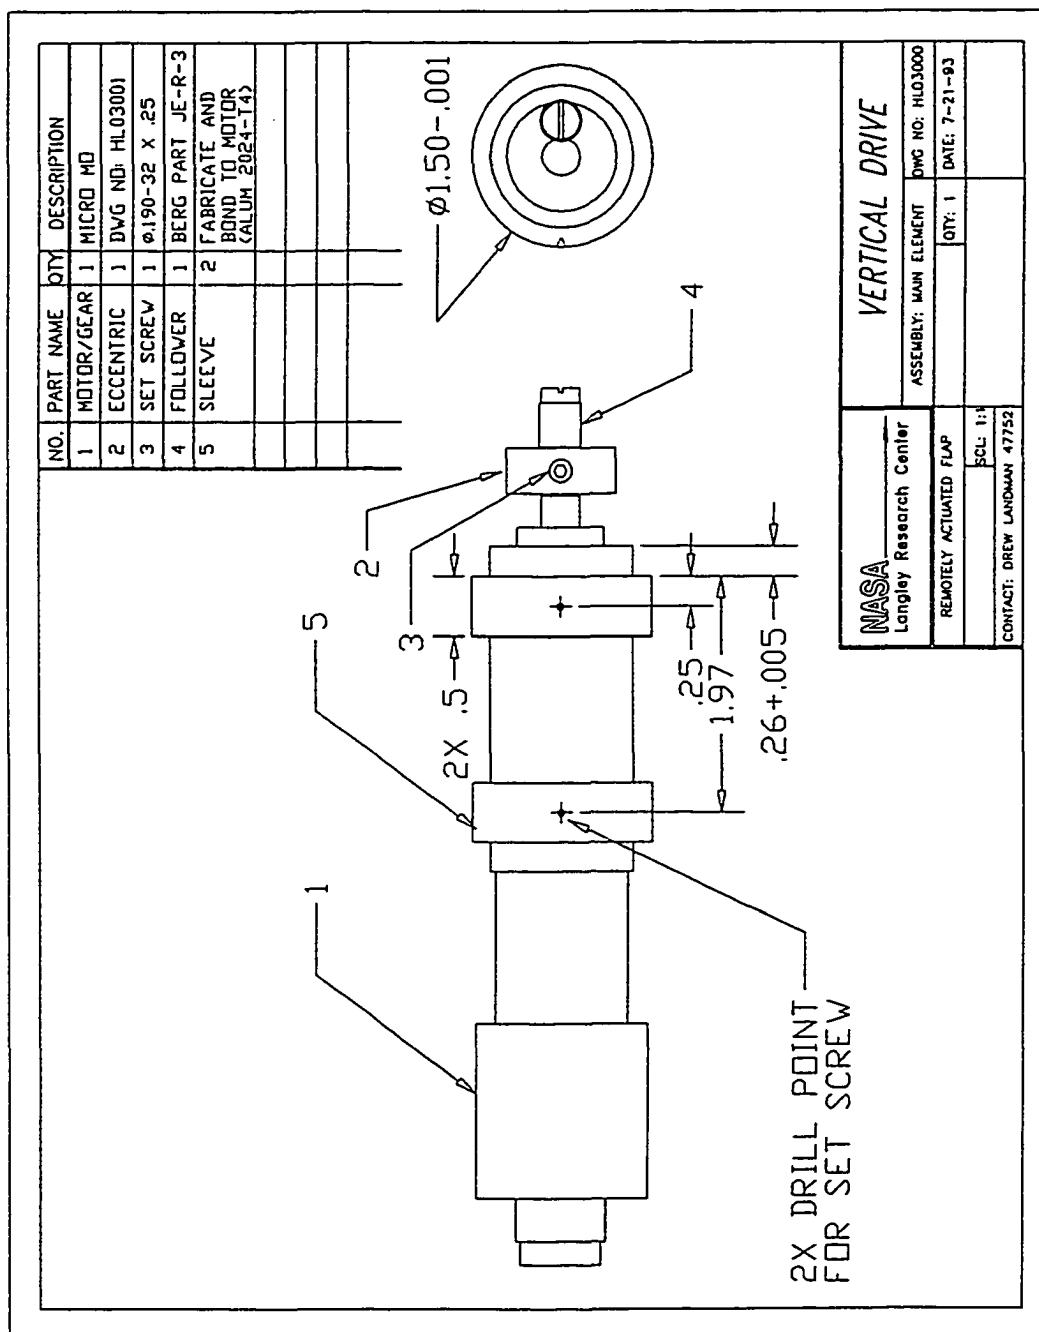 NO. PART NAME QTY DESCRIPTION
1 MOTOR/GEAR 1 MICRO MO
2 ECCENTRIC 1 DWG NO: HL03001
3 SET SCREW 1 ø.190-32 X .25
4 FOLLOWER 1 BERG PART JE-R-3
5 SLEEVE 2 FABRICATE AND
BOND TO MOTOR
(ALUM 2024-T4)
ø1.50-.001
1
5
2
3
4
2X .5
.25
1.97
.26+.005
2X DRILL POINT
FOR SET SCREW
NASA
Langley Research Center
VERTICAL DRIVE
REMOTELY ACTUATED FLAP
ASSEMBLY: MAIN ELEMENT
DWG NO: HL03000
SCL: 1:1
QTY: 1
DATE: 7-21-93
CONTACT: DREW LANDMAN 47752